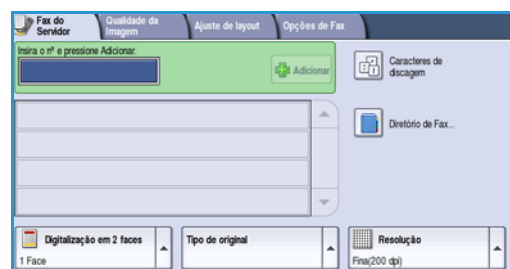 Fax do Servidor
Qualidade da Imagem
Ajuste de layout
Opções de Fax
Insira o nº e pressione Adicionar.
Adicionar
Caracteres de discagem
Diretório de Fax...
Digitalização em 2 faces
1 Face
Tipo de original
Resolução
Fina(200 dpi)